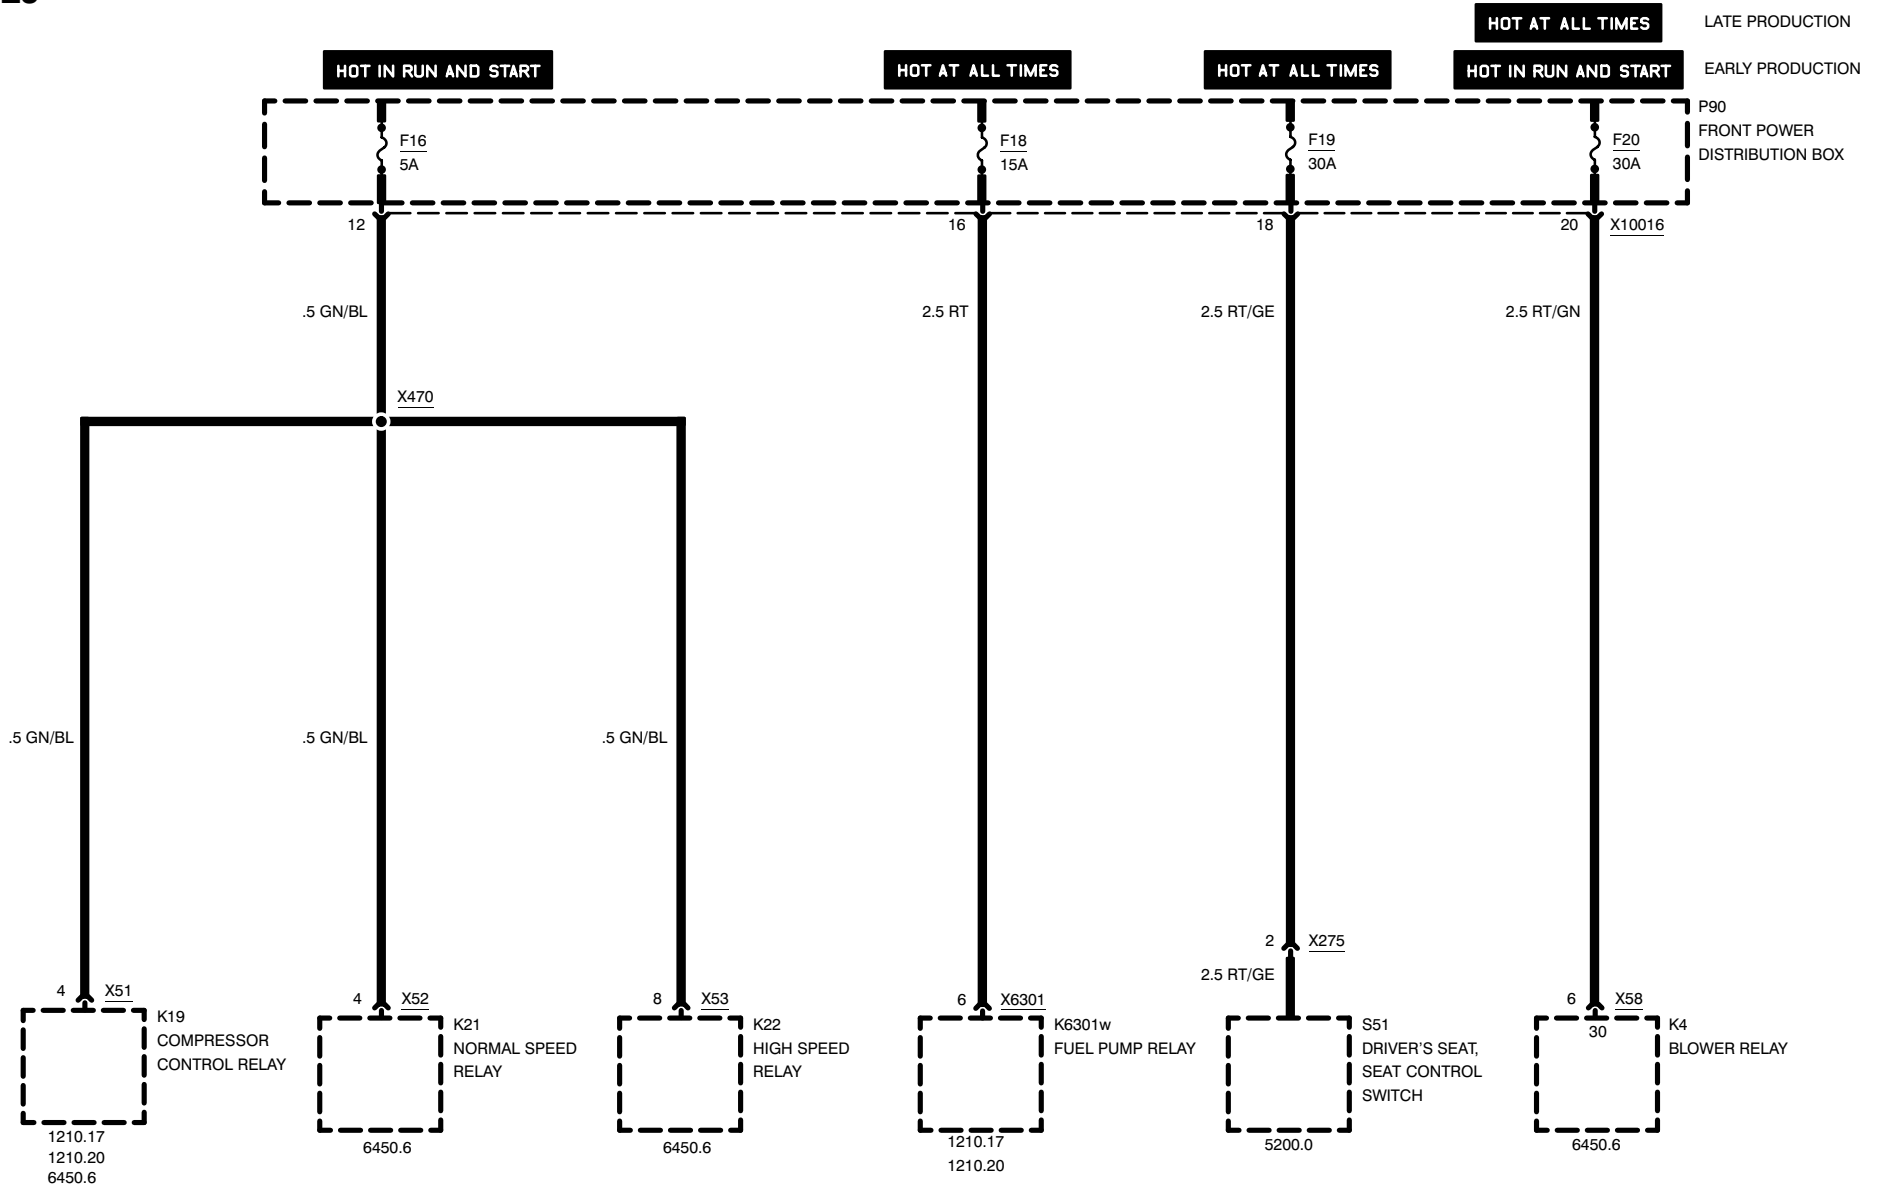 HOT AT ALL TIMES LATE PRODUCTION
HOT IN RUN AND START HOT AT ALL TIMES HOT AT ALL TIMES HOT IN RUN AND START EARLY PRODUCTION
P90
FRONT POWER
DISTRIBUTION BOX
F16
5A
F18
15A
F19
30A
F20
30A
12 16 18 20 X10016
.5 GN/BL 2.5 RT 2.5 RT/GE 2.5 RT/GN
X470
.5 GN/BL .5 GN/BL .5 GN/BL
2 X275
2.5 RT/GE
4 X51 4 X52 8 X53 6 X6301 6 X58
K19
COMPRESSOR
CONTROL RELAY
1210.17
1210.20
6450.6
K21
NORMAL SPEED
RELAY
6450.6
K22
HIGH SPEED
RELAY
6450.6
K6301w
FUEL PUMP RELAY
1210.17
1210.20
S51
DRIVER'S SEAT,
SEAT CONTROL
SWITCH
5200.0
30
K4
BLOWER RELAY
6450.6